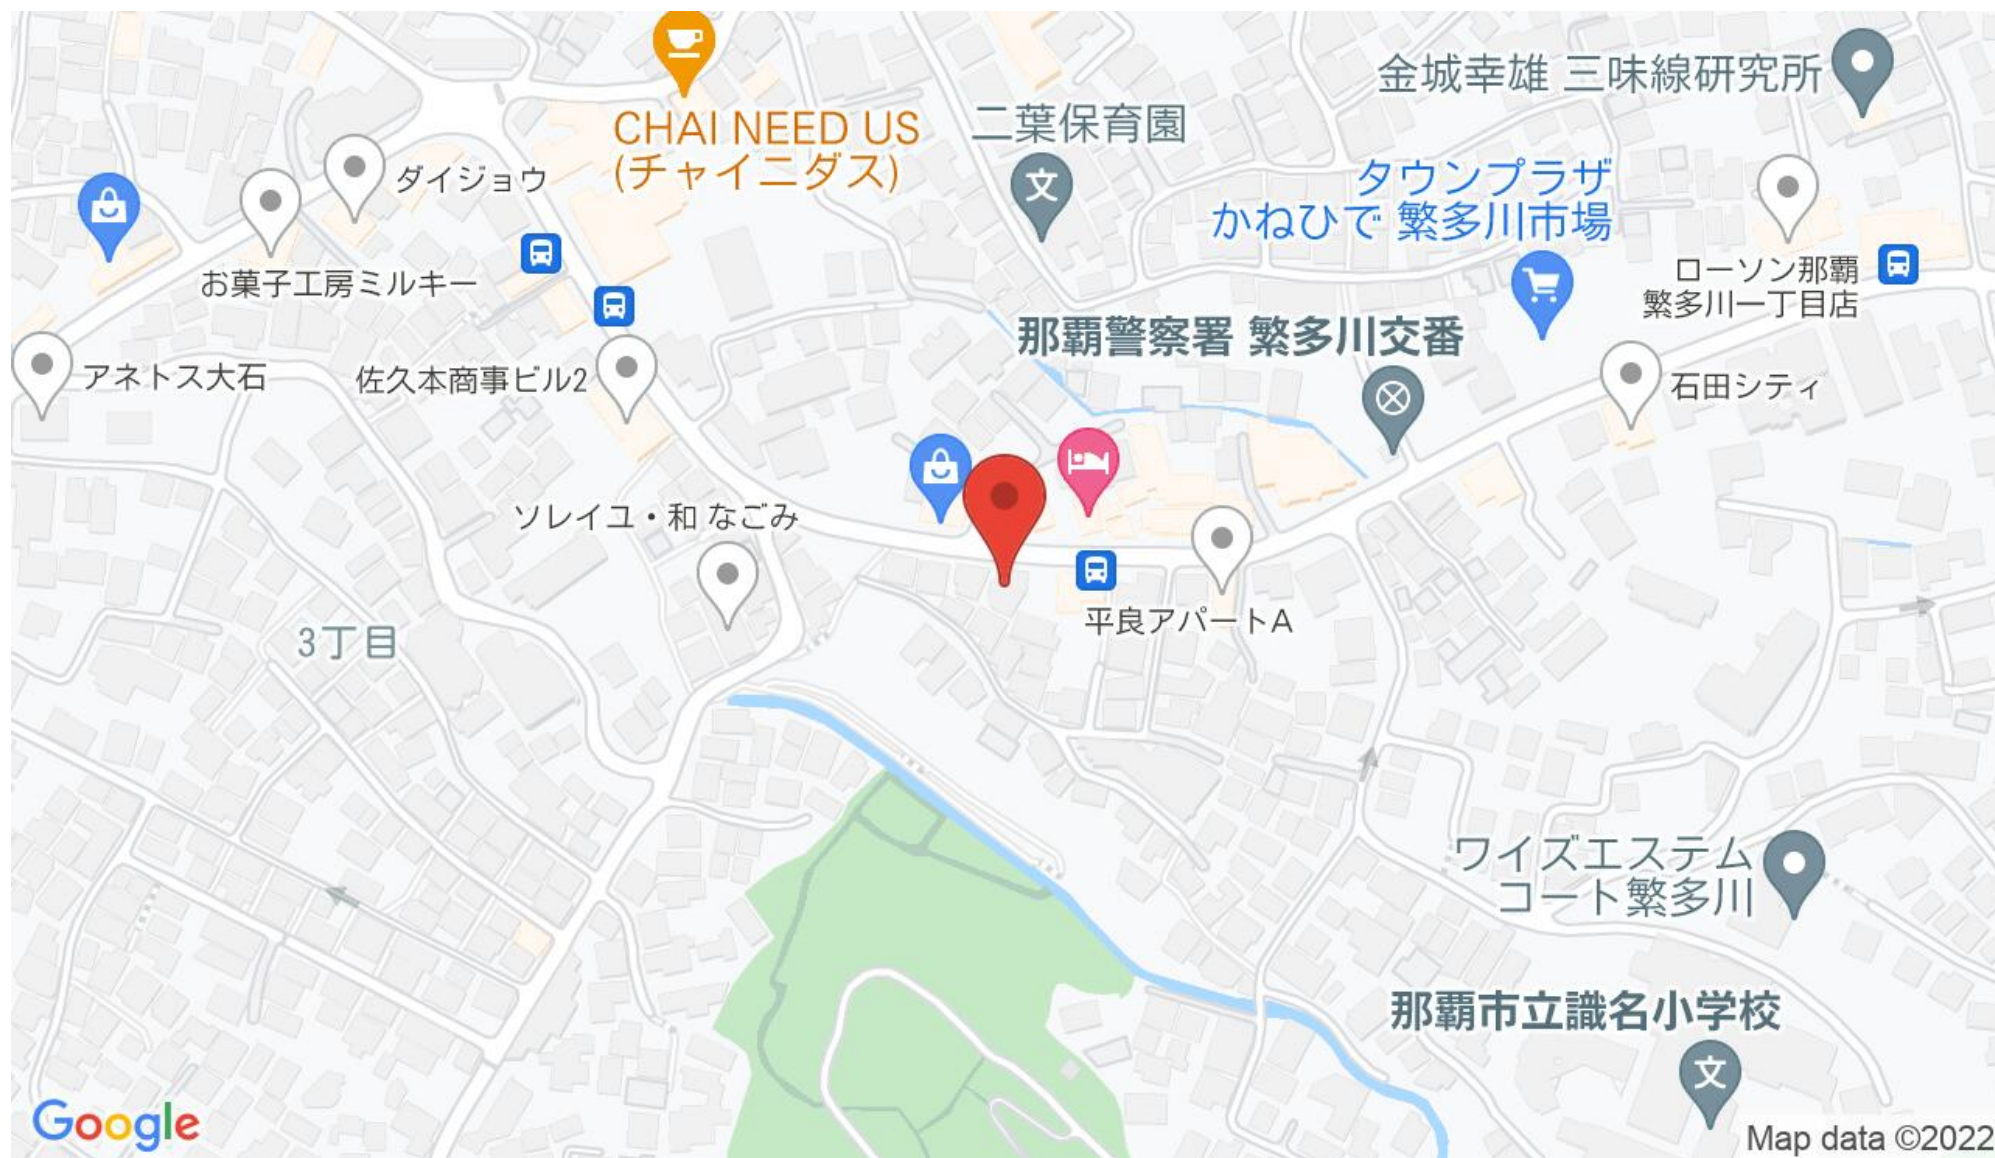 金城幸雄 三味線研究所
CHAI NEED US
(チャイニダス)
二葉保育園
ダイジョウ
タウンプラザ
かねひで 繁多川市場
お菓子工房ミルキー
ローソン那覇
繁多川一丁目店
那覇警察署 繁多川交番
アネトス大石
佐久本商事ビル2
石田シティ
ソレイユ・和 なごみ
平良アパートA
3丁目
ワイズエステム
コート繁多川
那覇市立識名小学校
文
文
Google
Map data ©2022